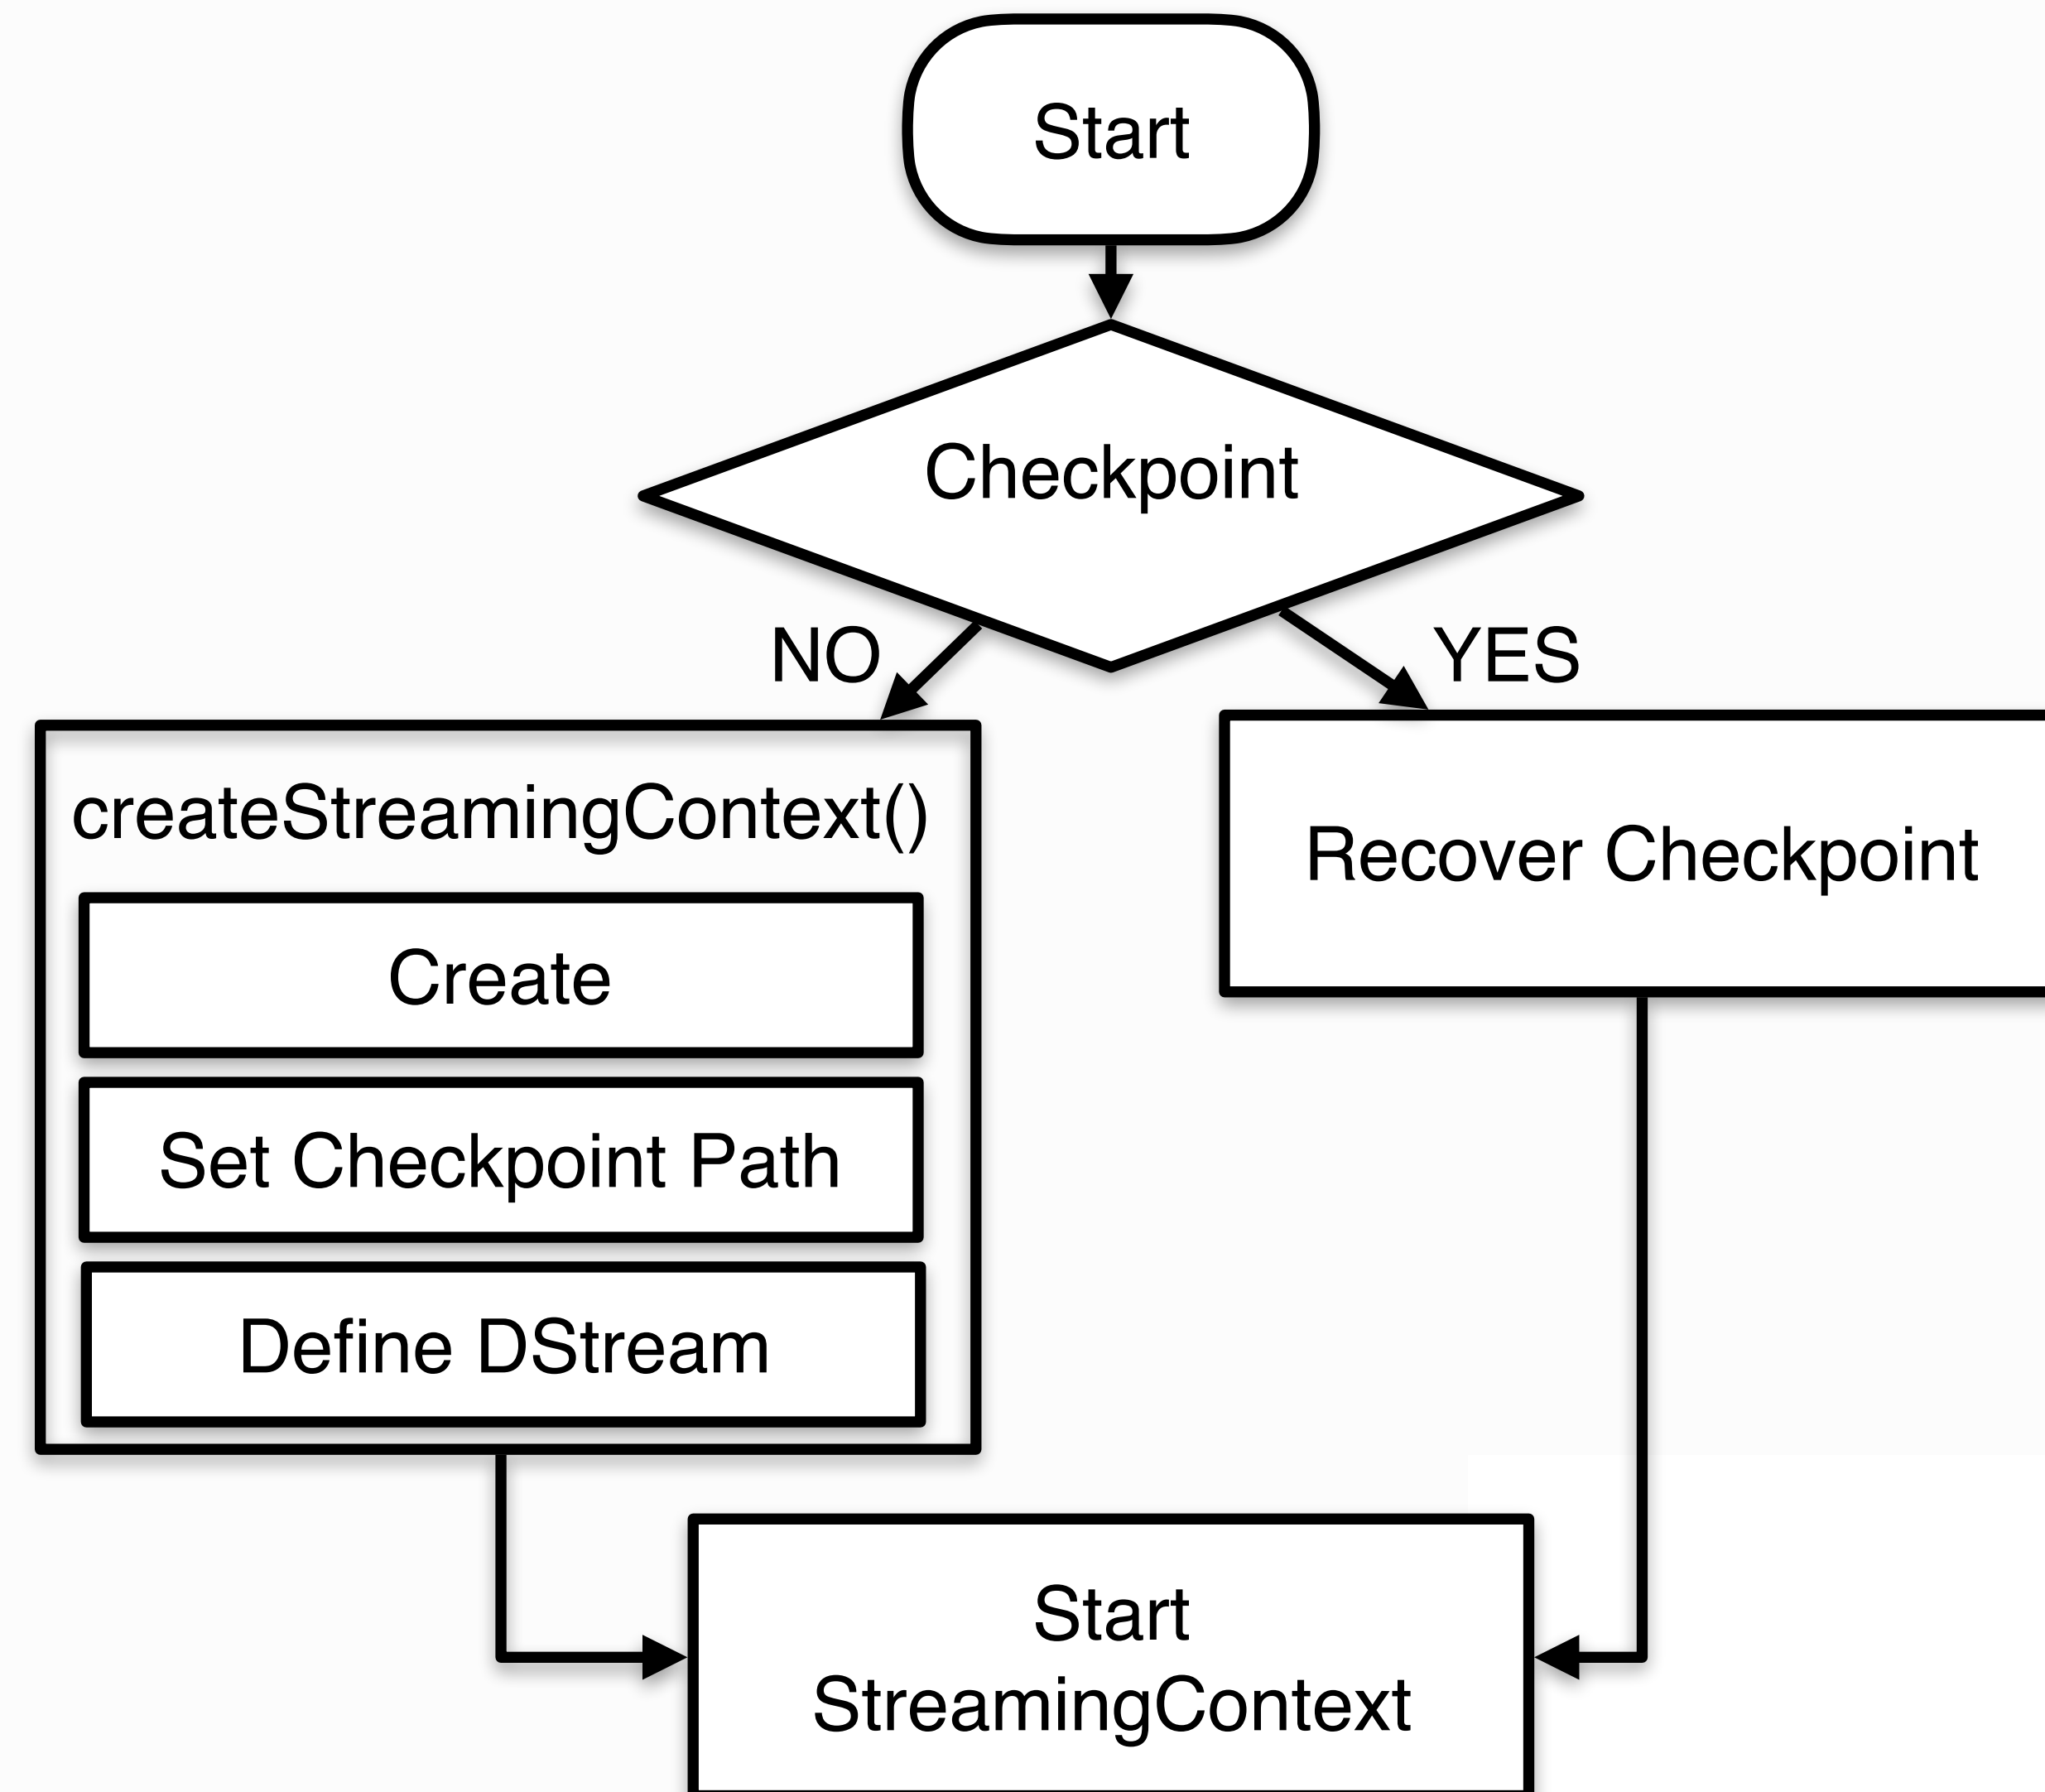 Start
Checkpoint
NO
YES
createStreamingContext()
Recover Checkpoint
Create
Set Checkpoint Path
Define DStream
Start
StreamingContext